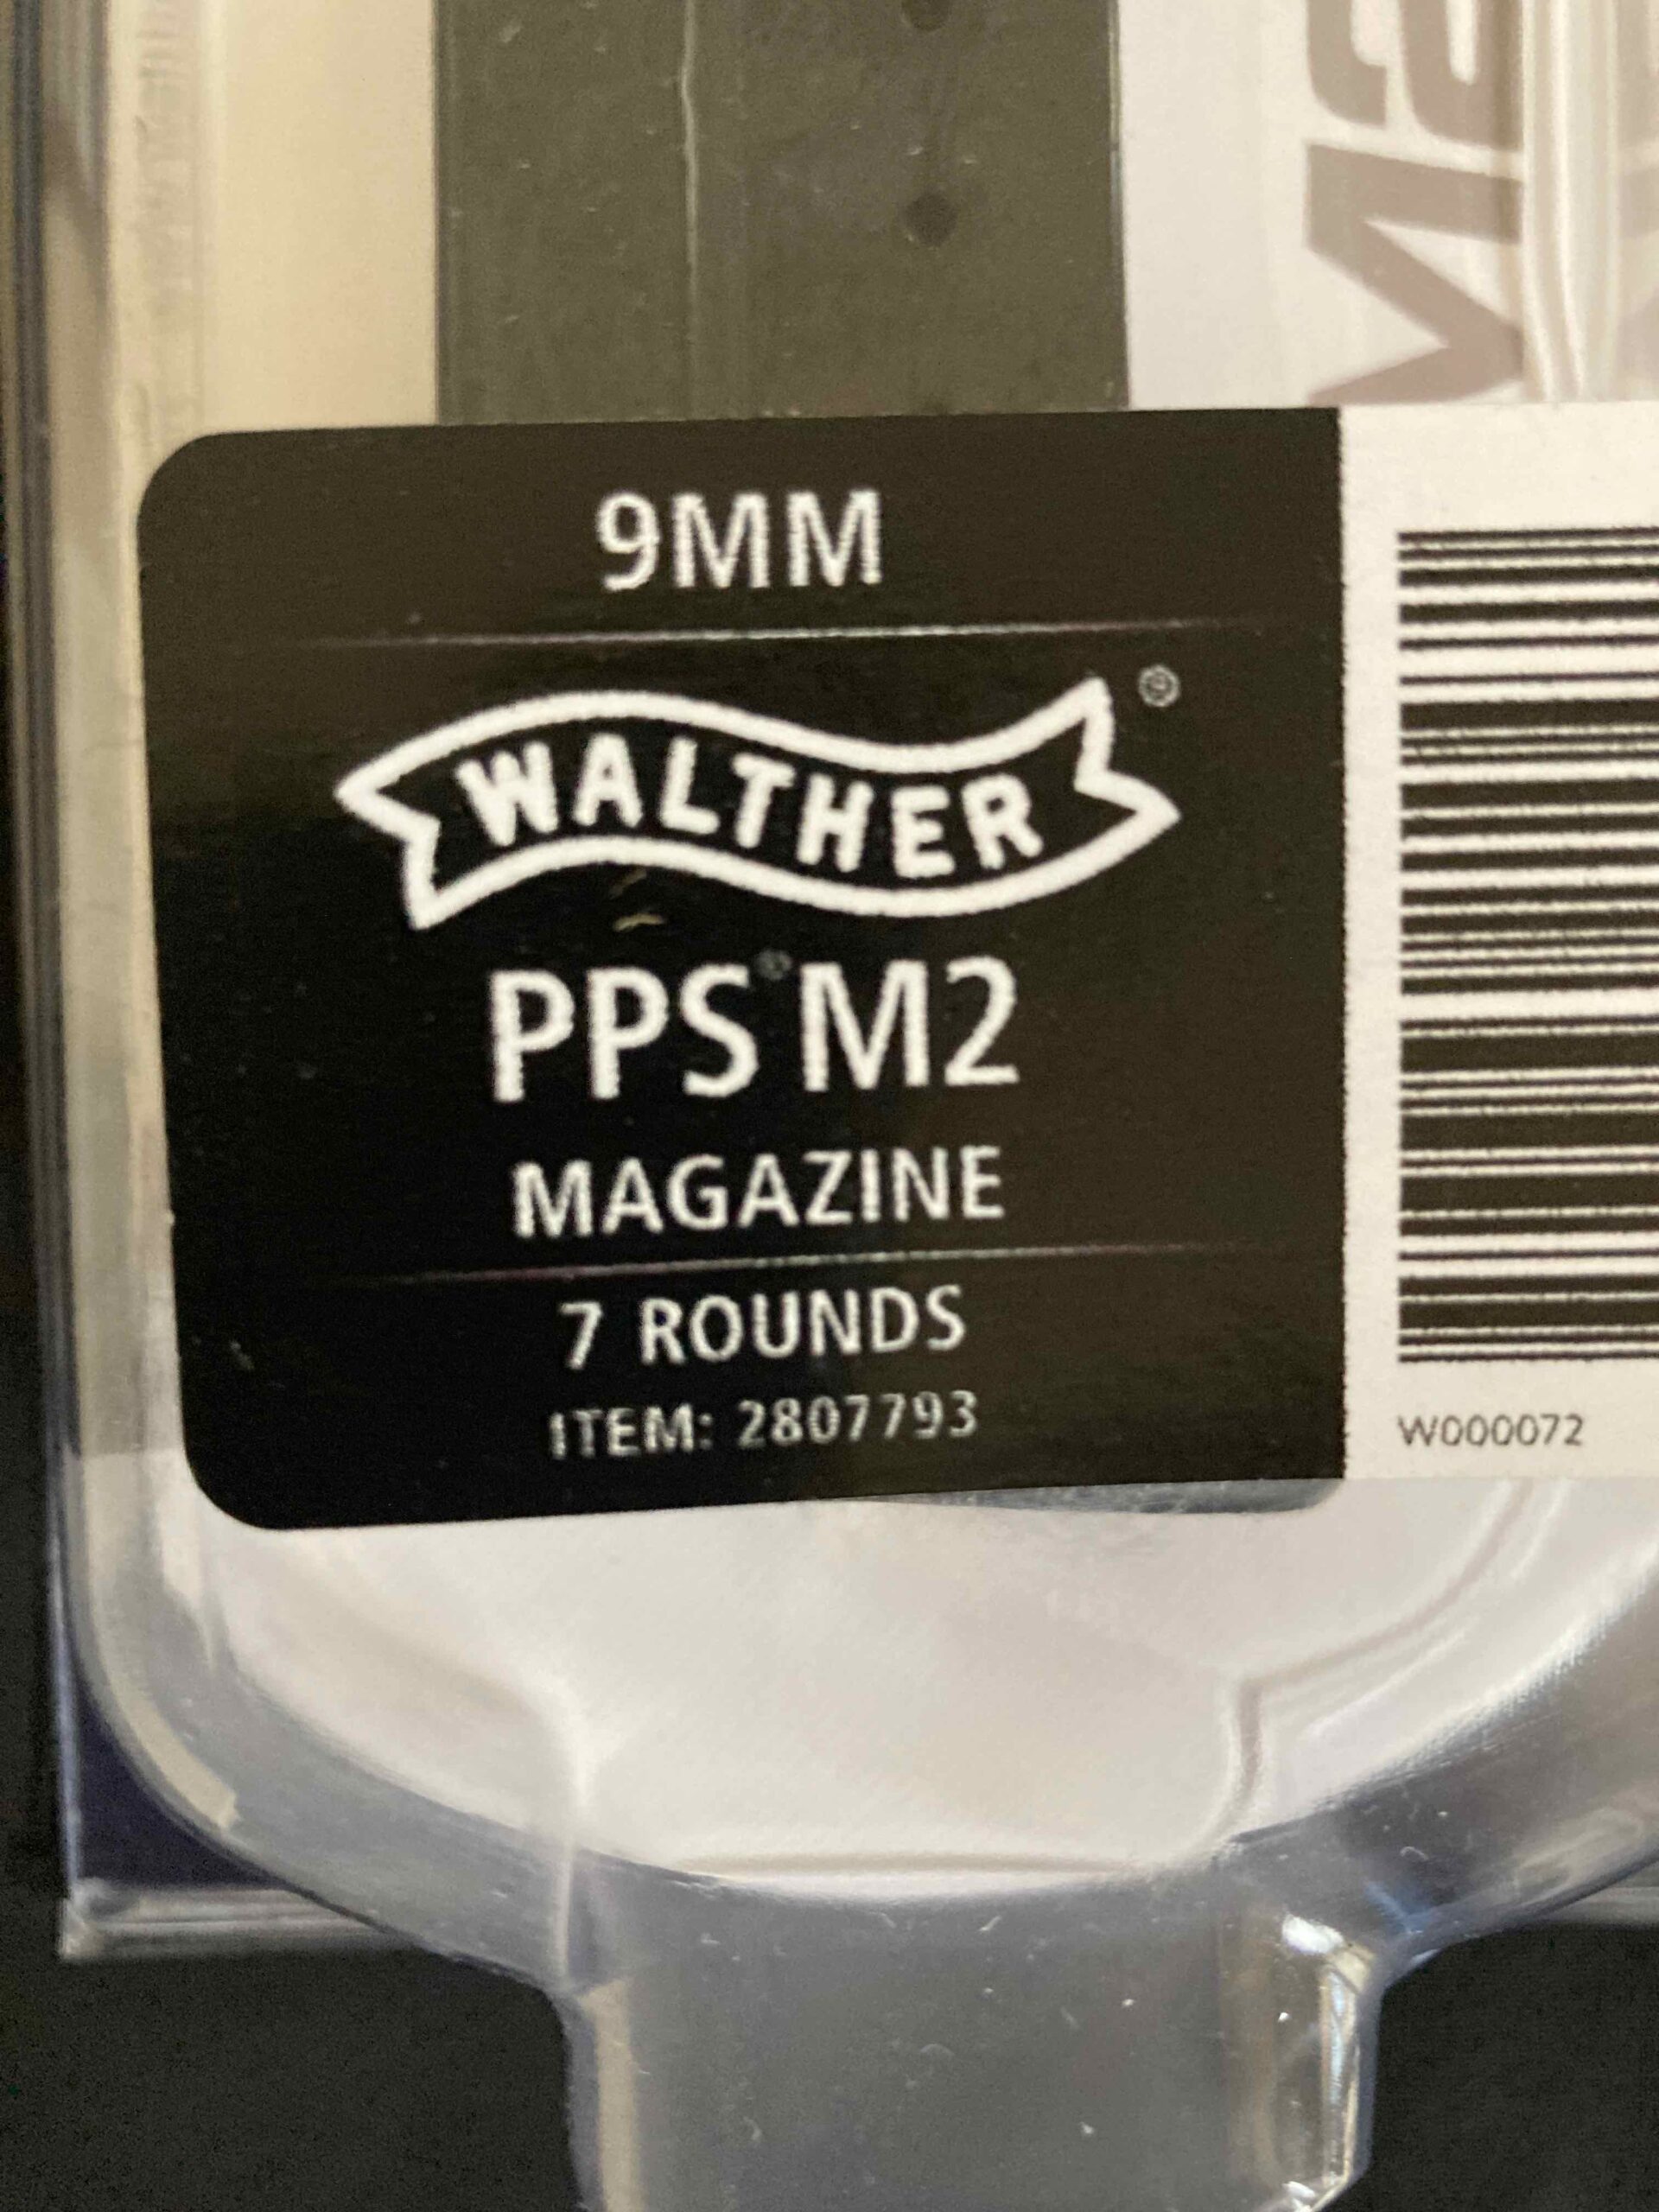 9MM
WALTHER®
PPS® M2
MAGAZINE
7 ROUNDS
ITEM: 2807793
W000072